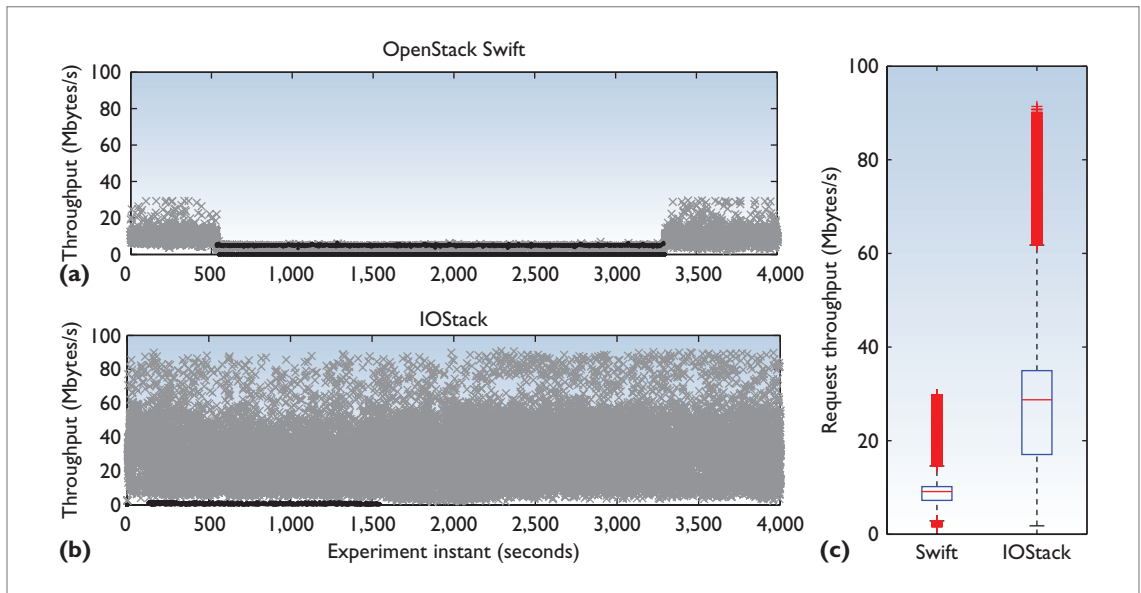 OpenStack Swift
Throughput (Mbytes/s)
100
80
60
40
20
0
0 500 1,000 1,500 2,000 2,500 3,000 3,500 4,000
(a)
IOStack
Throughput (Mbytes/s)
100
80
60
40
20
0
0 500 1,000 1,500 2,000 2,500 3,000 3,500 4,000
Experiment instant (seconds)
(b)
Request throughput (Mbytes/s)
100
80
60
40
20
0
Swift IOStack
(c)